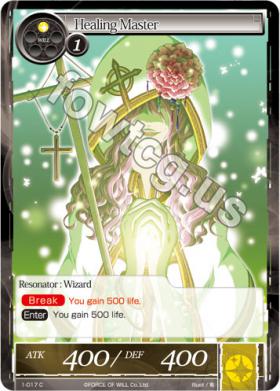 Healing Master
WILL
1
fowtcg.us
Resonator : Wizard
Break You gain 500 life.
Enter You gain 500 life.
ATK 400 / DEF 400
1-017 C ©FORCE OF WILL Co.,Ltd. Illust /